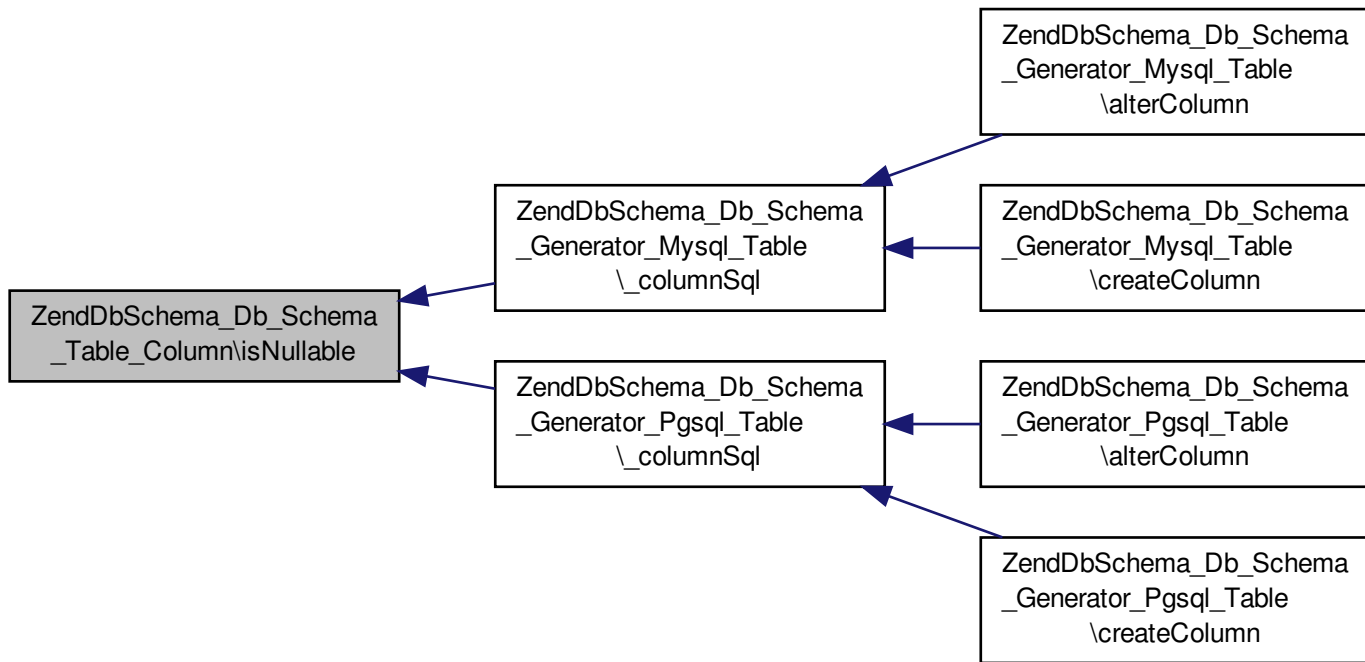 ZendDbSchema_Db_Schema
_Table_Column\isNullable
ZendDbSchema_Db_Schema
_Generator_Mysql_Table
\_columnSql
ZendDbSchema_Db_Schema
_Generator_Pgsql_Table
\_columnSql
ZendDbSchema_Db_Schema
_Generator_Mysql_Table
\alterColumn
ZendDbSchema_Db_Schema
_Generator_Mysql_Table
\createColumn
ZendDbSchema_Db_Schema
_Generator_Pgsql_Table
\alterColumn
ZendDbSchema_Db_Schema
_Generator_Pgsql_Table
\createColumn